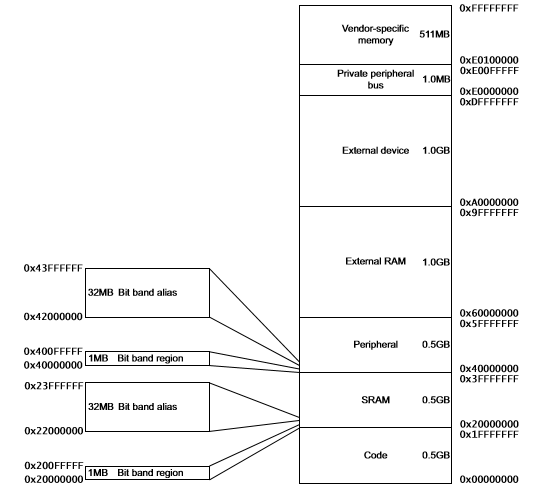 0xFFFFFFFF
Vendor-specific
memory
511MB
0xE0100000
0xE00FFFFF
Private peripheral
bus
1.0MB
0xE0000000
0xDFFFFFFF
External device 1.0GB
0xA0000000
0x9FFFFFFF
External RAM 1.0GB
0x60000000
0x5FFFFFFF
Peripheral 0.5GB
0x40000000
0x3FFFFFFF
SRAM 0.5GB
0x20000000
0x1FFFFFFF
Code 0.5GB
0x00000000
0x43FFFFFF
32MB Bit band alias
0x42000000
0x400FFFFF
1MB Bit band region
0x40000000
0x23FFFFFF
32MB Bit band alias
0x22000000
0x200FFFFF
1MB Bit band region
0x20000000